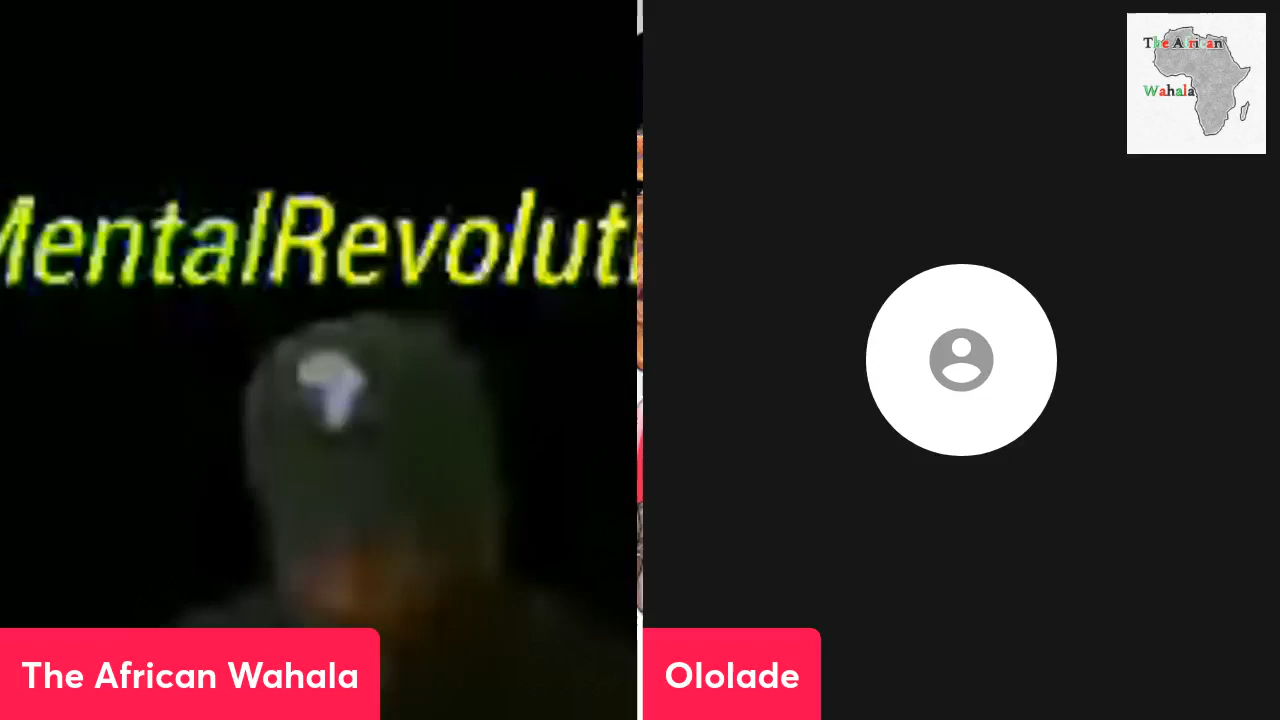 MentalRevoluti
The African
Wahala
The African Wahala
Ololade